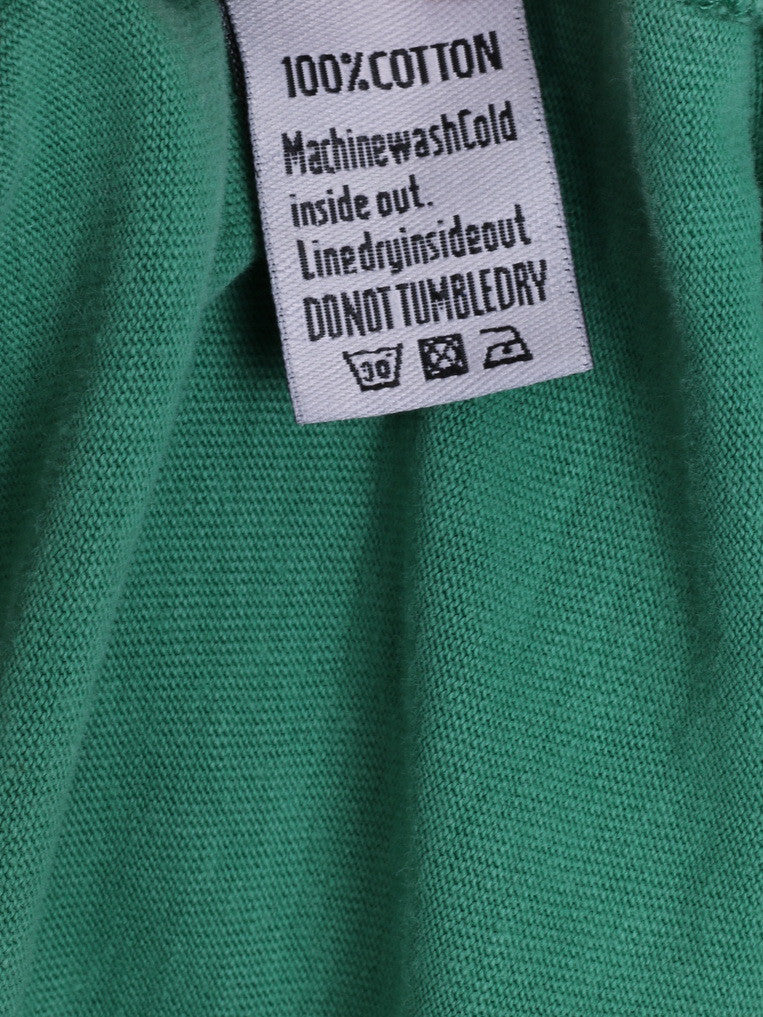 100%COTTON
MachinewashCold
inside out.
Linedryinsideout
DONOTTUMBLEDRY
30